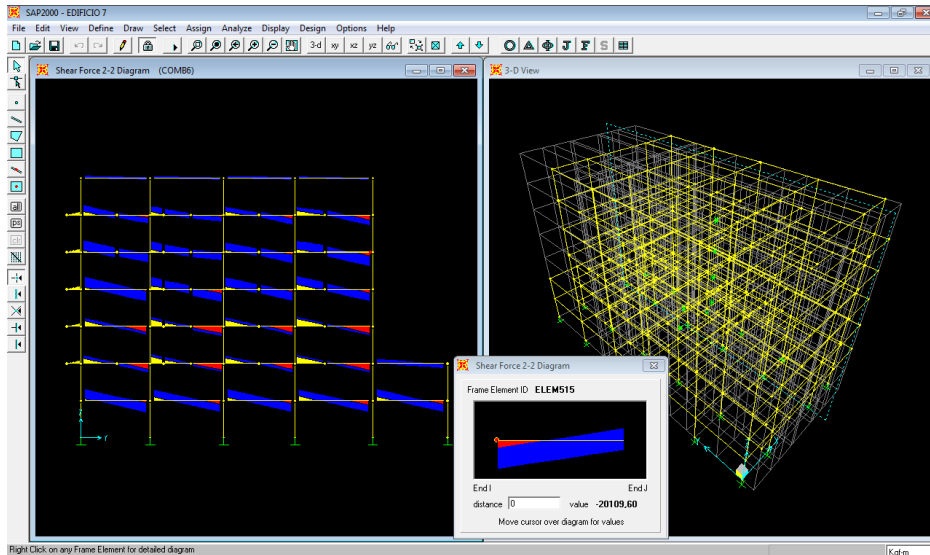 SAP2000 - EDIFICIO 7
File Edit View Define Draw Select Assign Analyze Display Design Options Help
3-d xy xz yz
J F S
Shear Force 2-2 Diagram (COMB6)
3-D View
all
ps
clr
Y
Shear Force 2-2 Diagram
Frame Element ID ELEM515
End I End J
distance 0 value -20109,60
Move cursor over diagram for values
Right Click on any Frame Element for detailed diagram
Kgf-m